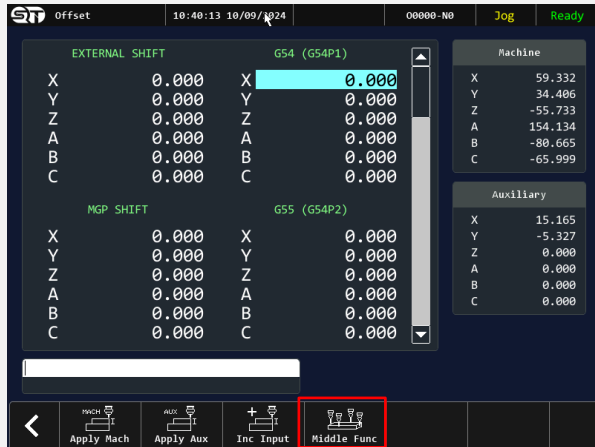 SNT Offset 10:40:13 10/09/2024 O0000-N0 Jog Ready
EXTERNAL SHIFT G54 (G54P1)
X 0.000 X 0.000
Y 0.000 Y 0.000
Z 0.000 Z 0.000
A 0.000 A 0.000
B 0.000 B 0.000
C 0.000 C 0.000
MGP SHIFT G55 (G54P2)
X 0.000 X 0.000
Y 0.000 Y 0.000
Z 0.000 Z 0.000
A 0.000 A 0.000
B 0.000 B 0.000
C 0.000 C 0.000
Machine
X 59.332
Y 34.406
Z -55.733
A 154.134
B -80.665
C -65.999
Auxiliary
X 15.165
Y -5.327
Z 0.000
A 0.000
B 0.000
C 0.000
MACH AUX
Apply Mach Apply Aux Inc Input Middle Func